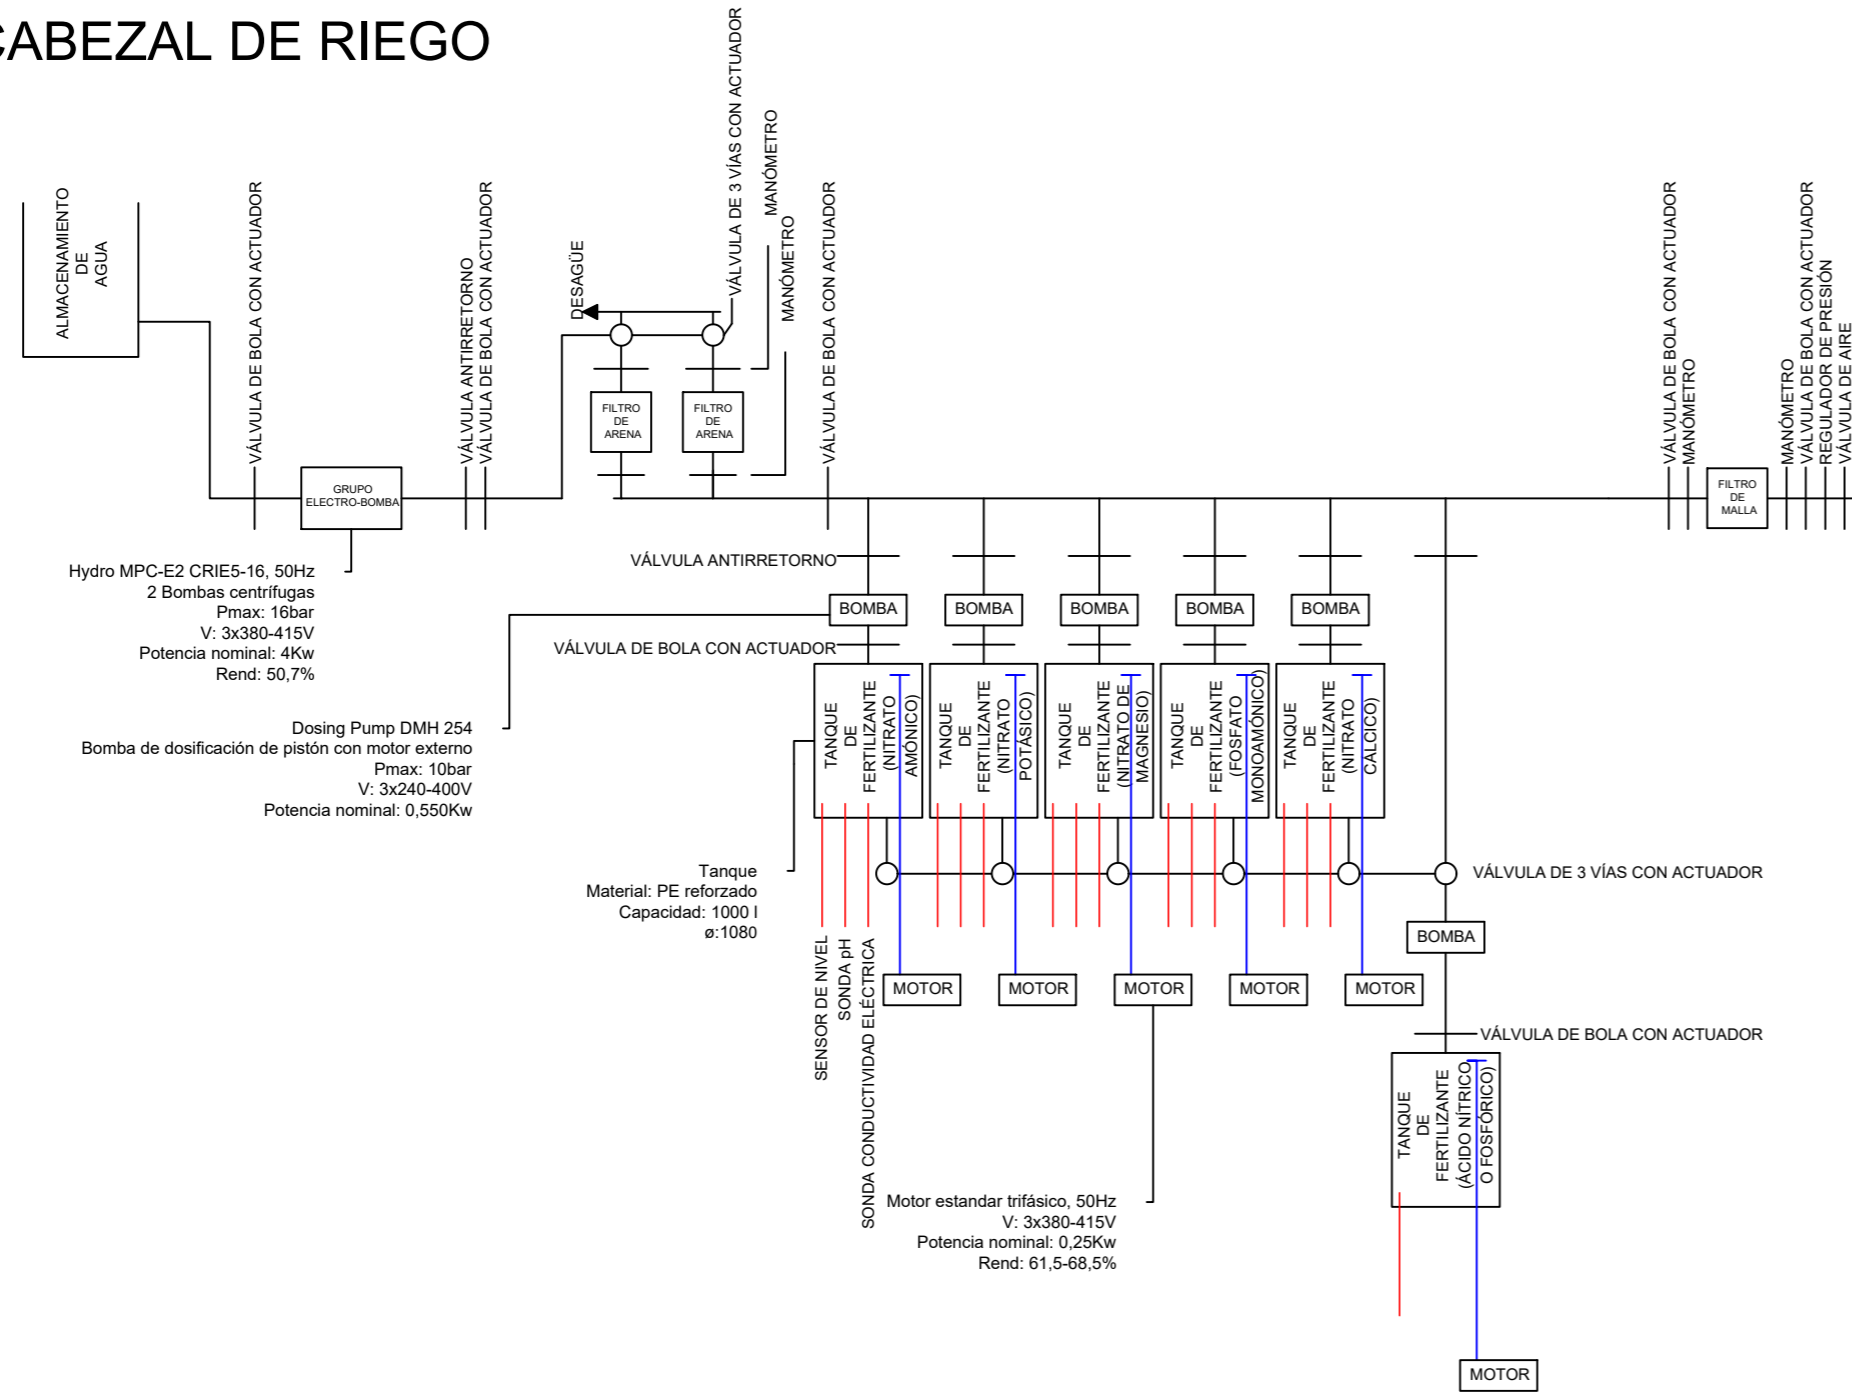 CABEZAL DE RIEGO
ALMACENAMIENTO
DE
AGUA
VÁLVULA DE BOLA CON ACTUADOR
GRUPO
ELECTRO-BOMBA
VÁLVULA ANTIRRETORNO
VÁLVULA DE BOLA CON ACTUADOR
DESAGÜE
VÁLVULA DE 3 VÍAS CON ACTUADOR
MANÓMETRO
MANÓMETRO
FILTRO
DE
ARENA
FILTRO
DE
ARENA
VÁLVULA DE BOLA CON ACTUADOR
VÁLVULA DE BOLA CON ACTUADOR
MANÓMETRO
FILTRO
DE
MALLA
MANÓMETRO
VÁLVULA DE BOLA CON ACTUADOR
REGULADOR DE PRESIÓN
VÁLVULA DE AIRE
Hydro MPC-E2 CRIE5-16, 50Hz
2 Bombas centrífugas
Pmax: 16bar
V: 3x380-415V
Potencia nominal: 4Kw
Rend: 50,7%
VÁLVULA ANTIRRETORNO
BOMBA
BOMBA
BOMBA
BOMBA
BOMBA
VÁLVULA DE BOLA CON ACTUADOR
Dosing Pump DMH 254
Bomba de dosificación de pistón con motor externo
Pmax: 10bar
V: 3x240-400V
Potencia nominal: 0,550Kw
TANQUE
DE
FERTILIZANTE
(NITRATO
AMÓNICO)
TANQUE
DE
FERTILIZANTE
(NITRATO
POTÁSICO)
TANQUE
DE
FERTILIZANTE
(NITRATO DE
MAGNESIO)
TANQUE
DE
FERTILIZANTE
(FOSFATO
MONOAMÓNICO)
TANQUE
DE
FERTILIZANTE
(NITRATO
CÁLCICO)
Tanque
Material: PE reforzado
Capacidad: 1000 l
ø:1080
VÁLVULA DE 3 VÍAS CON ACTUADOR
BOMBA
SENSOR DE NIVEL
SONDA pH
SONDA CONDUCTIVIDAD ELÉCTRICA
MOTOR
MOTOR
MOTOR
MOTOR
MOTOR
VÁLVULA DE BOLA CON ACTUADOR
TANQUE
DE
FERTILIZANTE
(ÁCIDO NÍTRICO
O FOSFÓRICO)
Motor estandar trifásico, 50Hz
V: 3x380-415V
Potencia nominal: 0,25Kw
Rend: 61,5-68,5%
MOTOR